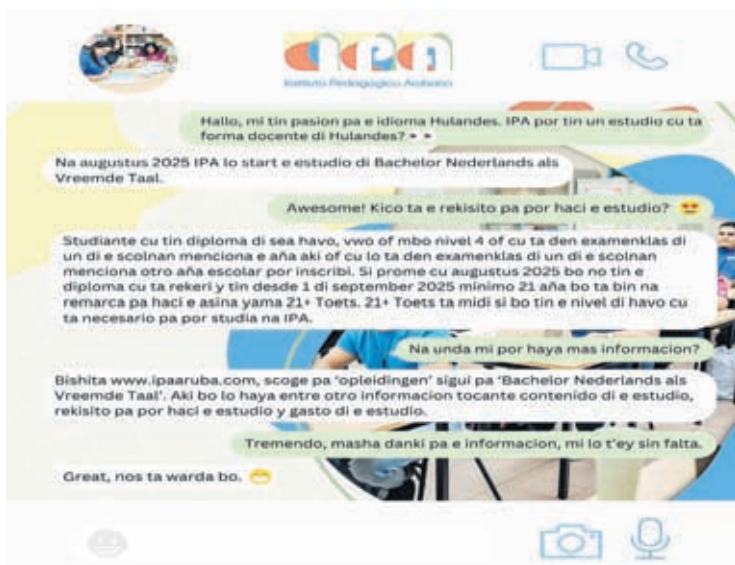 IPA
Instituto Pedagogico Arubano
Hallo, mi tin pasion pa e idioma Hulandes. IPA por tin un estudio cu ta
forma docente di Hulandes?
Na augustus 2025 IPA lo start e estudio di Bachelor Nederlands als
Vreemde Taal.
Awesome! Kico ta e rekisito pa por haci e estudio? 😍
Studiante cu tin diploma di sea havo, vwo of mbo nivel 4 of cu ta den examenklas di
un di e scolnan menciona e aña aki of cu lo ta den examenklas di un di e scolnan
menciona otro aña escolar por inscribi. Si prome cu augustus 2025 bo no tin e
diploma cu ta rekeri y tin desde 1 di september 2025 minimo 21 aña bo ta bin na
remarca pa haci e asina yama 21+ Toets. 21+ Toets ta midi si bo tin e nivel di havo cu
ta necesario pa por studia na IPA.
Na unda mi por haya mas informacion?
Bishita www.ipaaruba.com, scoge pa 'opleidingen' sigui pa 'Bachelor Nederlands als
Vreemde Taal'. Aki bo lo haya entre otro informacion tocante contenido di e estudio,
rekisito pa por haci e estudio y gasto di e estudio.
Tremendo, masha danki pa e informacion, mi lo t'ey sin falta.
Great, nos ta warda bo. 😁